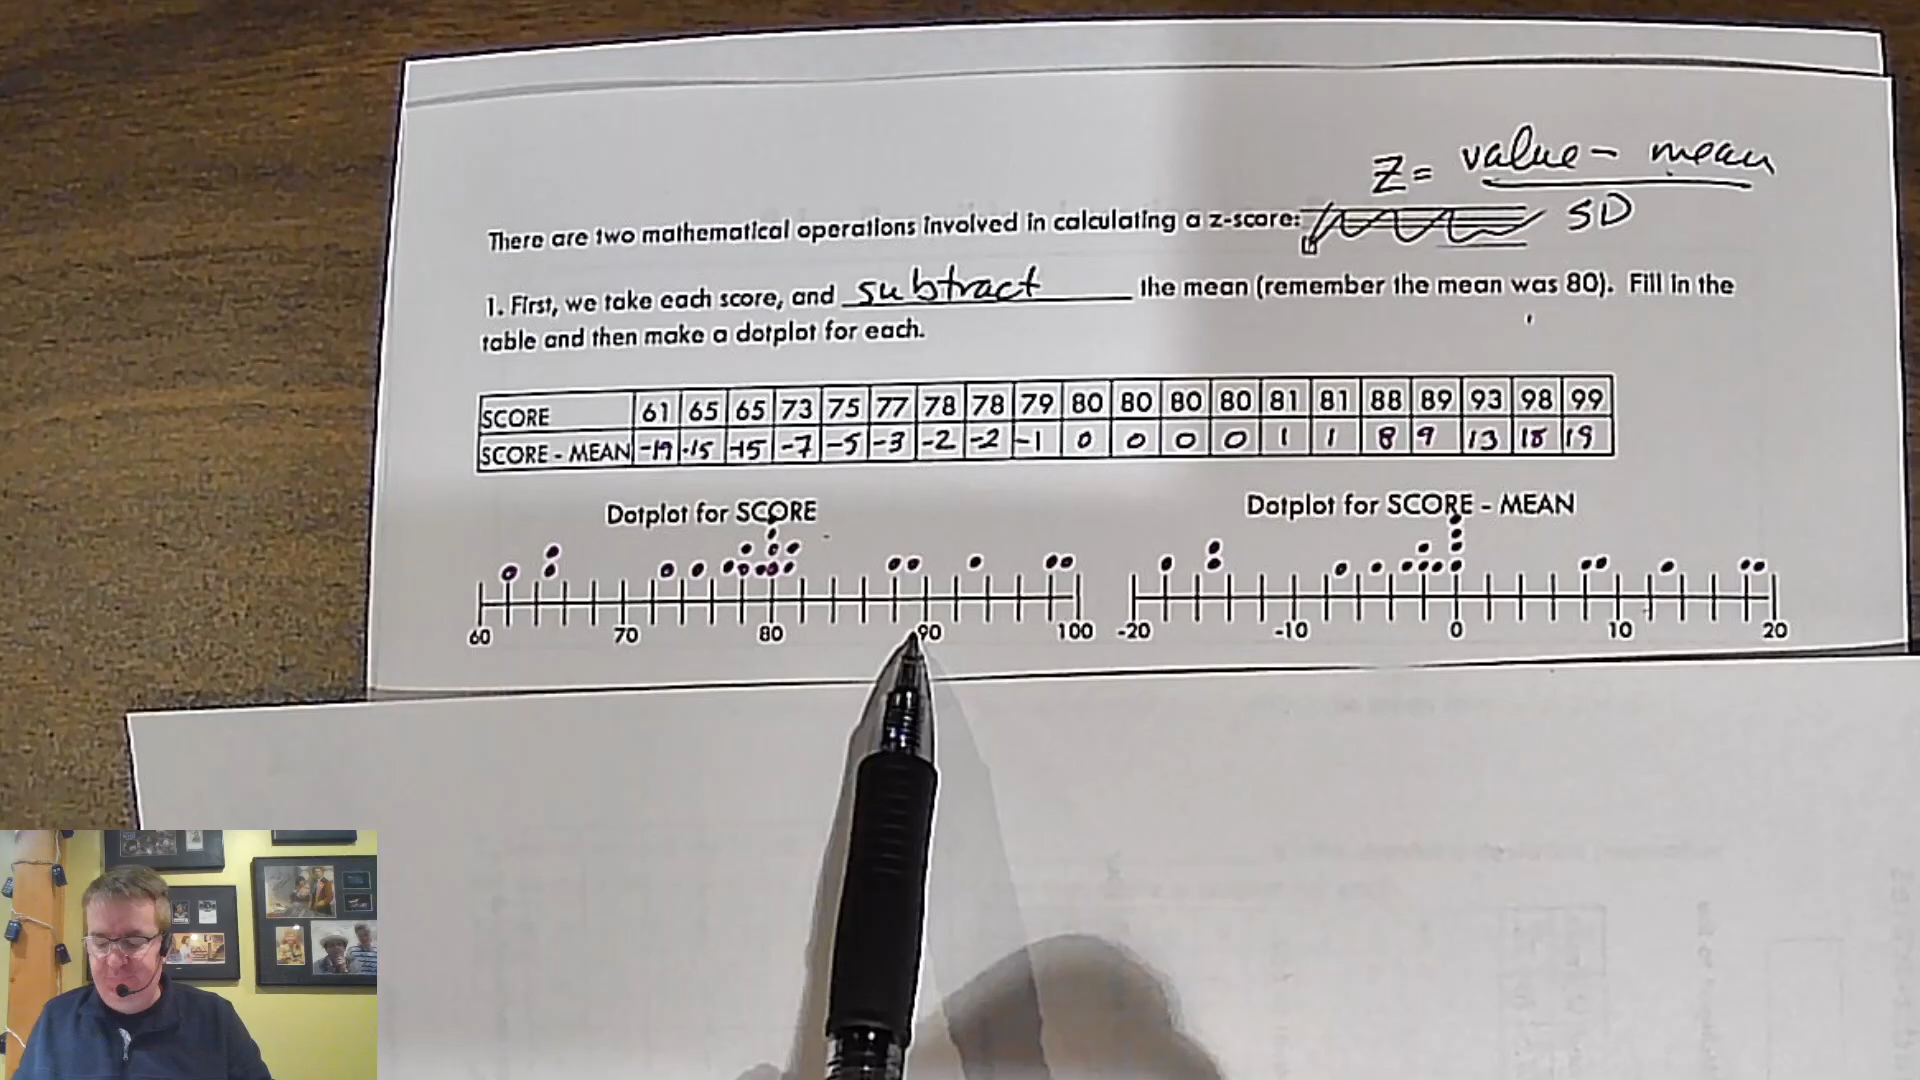 Z = value - mean
SD
There are two mathematical operations involved in calculating a z-score:
1. First, we take each score, and subtract the mean (remember the mean was 80). Fill in the
table and then make a dotplot for each.
SCORE 61 65 65 73 75 77 78 78 79 80 80 80 80 81 81 88 89 93 98 99
SCORE - MEAN -19 -15 -15 -7 -5 -3 -2 -2 -1 0 0 0 0 1 1 8 9 13 18 19
Dotplot for SCORE Dotplot for SCORE - MEAN
60 70 80 90 100 -20 -10 0 10 20